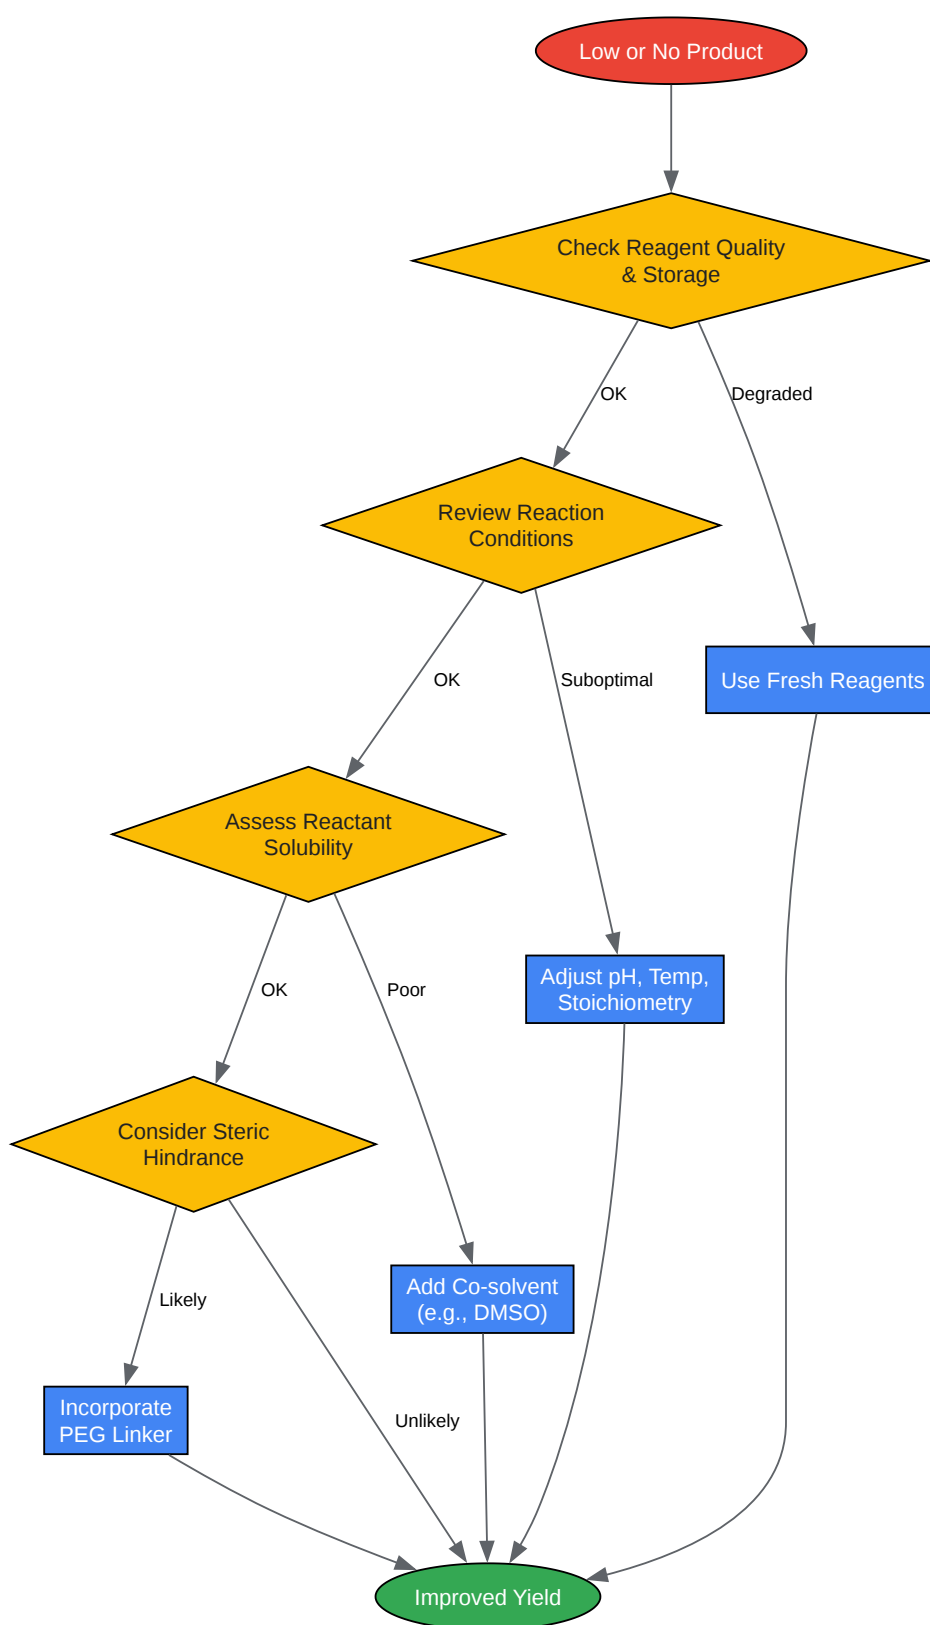 Low or No Product
Check Reagent Quality
& Storage
OK
Degraded
Review Reaction
Conditions
OK
Suboptimal
Use Fresh Reagents
Assess Reactant
Solubility
OK
Poor
Adjust pH, Temp,
Stoichiometry
Consider Steric
Hindrance
Likely
Add Co-solvent
(e.g., DMSO)
Incorporate
PEG Linker
Unlikely
Improved Yield